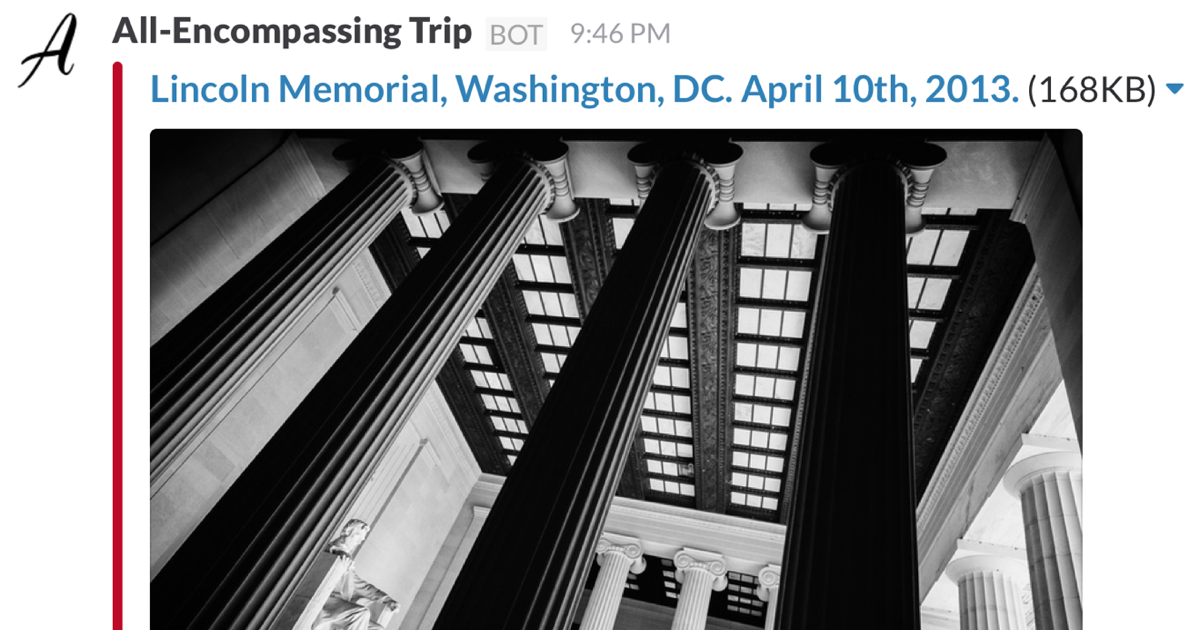 A
All-Encompassing Trip BOT 9:46 PM
Lincoln Memorial, Washington, DC. April 10th, 2013. (168KB)